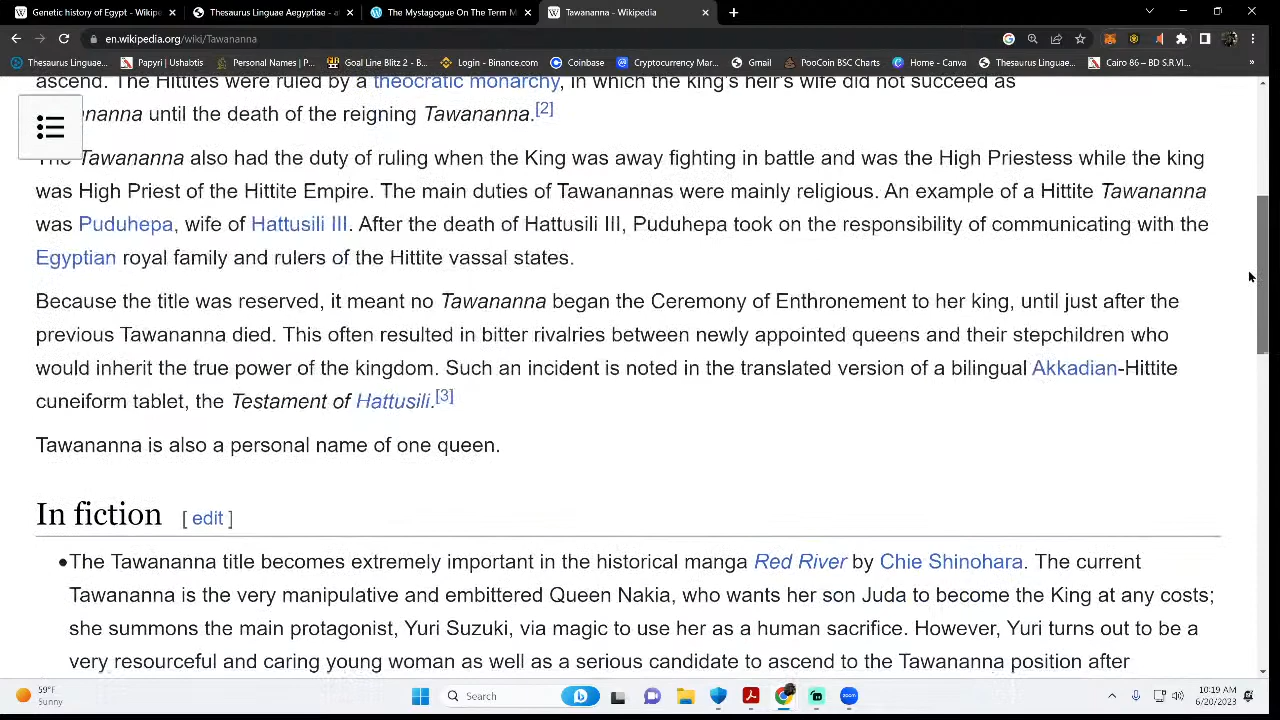 Genetic history of Egypt - Wikipe
Thesaurus Linguae Aegyptiae - a
The Mystagogue On The Term M
Tawananna - Wikipedia
en.wikipedia.org/wiki/Tawananna
Thesaurus Linguae...
Papyri | Ushabtis
Personal Names | P...
Goal Line Blitz 2 - B...
Login - Binance.com
Coinbase
Cryptocurrency Mar...
Gmail
PooCoin BSC Charts
Home - Canva
Thesaurus Linguae...
Cairo 86 – BD S.R.VI...
ascend. The Hittites were ruled by a theocratic monarchy, in which the king's heir's wife did not succeed as
nanna until the death of the reigning Tawananna.[2]
The Tawananna also had the duty of ruling when the King was away fighting in battle and was the High Priestess while the king
was High Priest of the Hittite Empire. The main duties of Tawanannas were mainly religious. An example of a Hittite Tawananna
was Puduhepa, wife of Hattusili III. After the death of Hattusili III, Puduhepa took on the responsibility of communicating with the
Egyptian royal family and rulers of the Hittite vassal states.
Because the title was reserved, it meant no Tawananna began the Ceremony of Enthronement to her king, until just after the
previous Tawananna died. This often resulted in bitter rivalries between newly appointed queens and their stepchildren who
would inherit the true power of the kingdom. Such an incident is noted in the translated version of a bilingual Akkadian-Hittite
cuneiform tablet, the Testament of Hattusili.[3]
Tawananna is also a personal name of one queen.
In fiction [ edit ]
•The Tawananna title becomes extremely important in the historical manga Red River by Chie Shinohara. The current
Tawananna is the very manipulative and embittered Queen Nakia, who wants her son Juda to become the King at any costs;
she summons the main protagonist, Yuri Suzuki, via magic to use her as a human sacrifice. However, Yuri turns out to be a
very resourceful and caring young woman as well as a serious candidate to ascend to the Tawananna position after
59°F
Sunny
Search
zoom
10:19 AM
6/20/2023